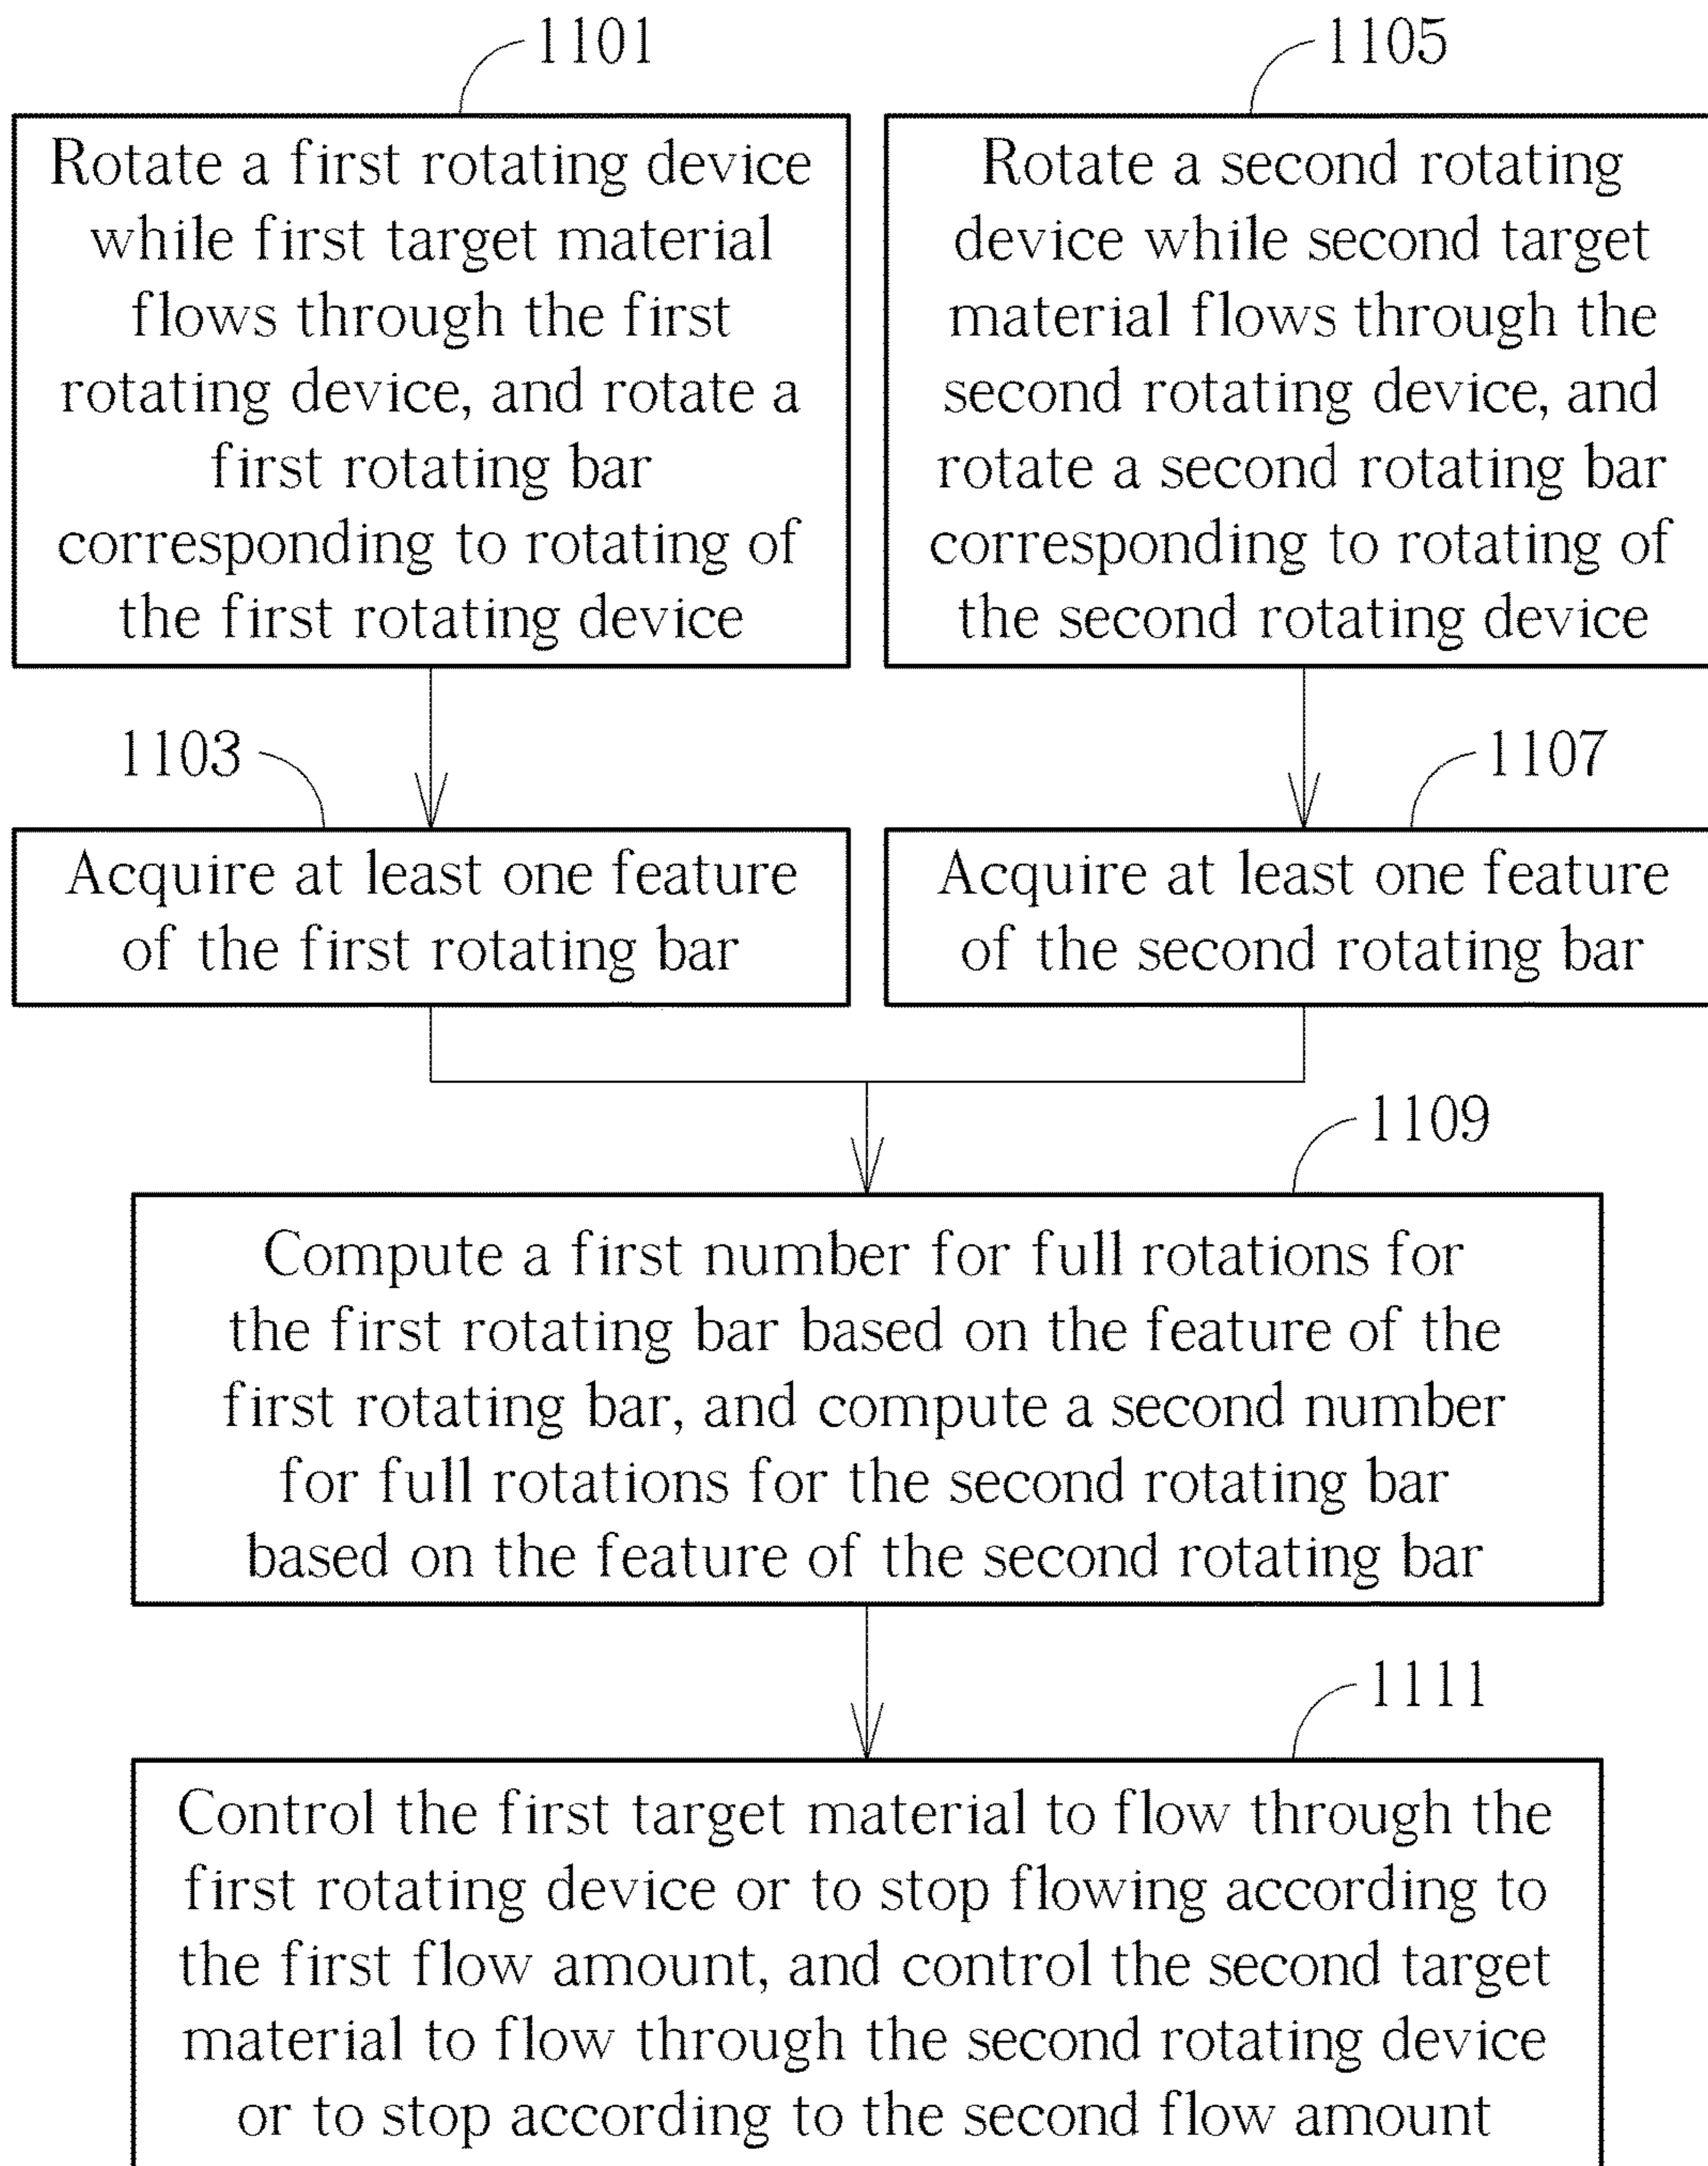 1101
Rotate a first rotating device
while first target material
flows through the first
rotating device, and rotate a
first rotating bar
corresponding to rotating of
the first rotating device
1105
Rotate a second rotating
device while second target
material flows through the
second rotating device, and
rotate a second rotating bar
corresponding to rotating of
the second rotating device
1103
Acquire at least one feature
of the first rotating bar
1107
Acquire at least one feature
of the second rotating bar
1109
Compute a first number for full rotations for
the first rotating bar based on the feature of the
first rotating bar, and compute a second number
for full rotations for the second rotating bar
based on the feature of the second rotating bar
1111
Control the first target material to flow through the
first rotating device or to stop flowing according to
the first flow amount, and control the second target
material to flow through the second rotating device
or to stop according to the second flow amount